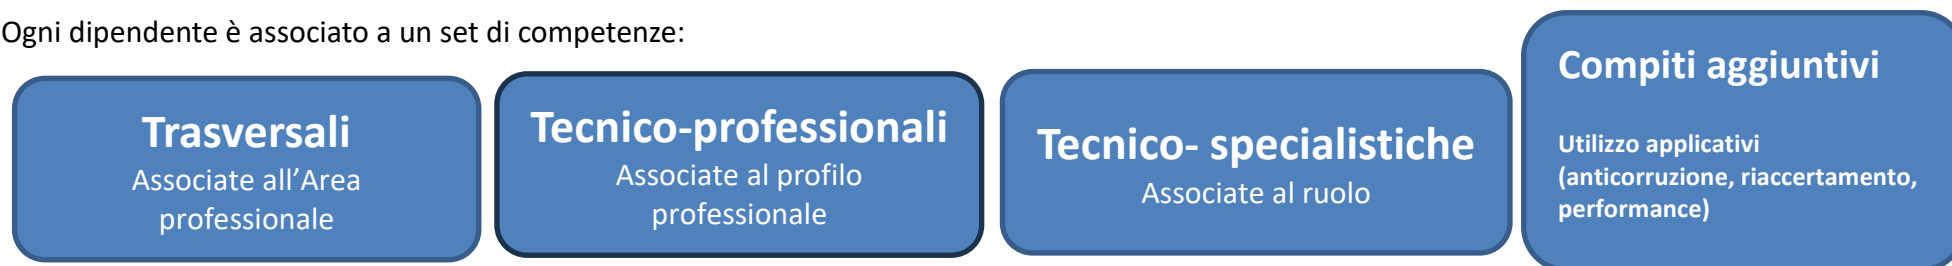 Ogni dipendente è associato a un set di competenze:
Trasversali
Associate all'Area
professionale
Tecnico-professionali
Associate al profilo
professionale
Tecnico- specialistiche
Associate al ruolo
Compiti aggiuntivi
Utilizzo applicativi
(anticorruzione, riaccertamento,
performance)